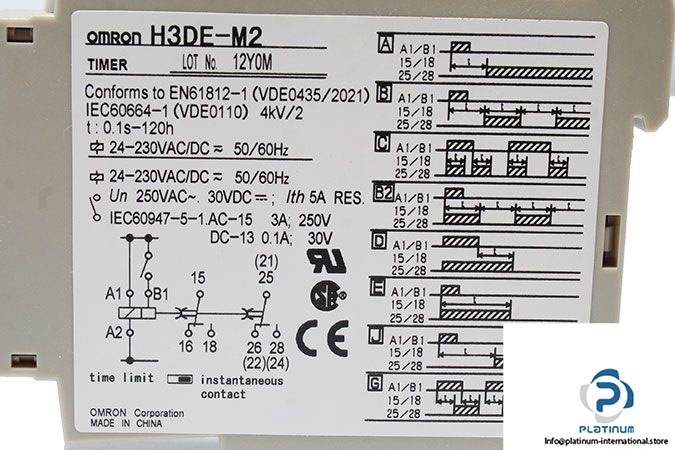 OMRON H3DE-M2
TIMER LOT No. 12Y0M
Conforms to EN61812-1 (VDE0435/2021)
IEC60664-1 (VDE0110) 4kV/2
t: 0.1s-120h
24-230VAC/DC ≂ 50/60Hz
24-230VAC/DC ≂ 50/60Hz
Un 250VAC~. 30VDC⎓; Ith 5A RES.
IEC60947-5-1.AC-15 3A; 250V
DC-13 0.1A; 30V
(21)
15 25
A1 B1
A2
16 18 26 28
(22) (24)
time limit instantaneous
contact
OMRON Corporation
MADE IN CHINA
CE
A A1/B1
15/18 t
25/28
B A1/B1
15/18 t t t
25/28
C A1/B1
15/18 t t t t
25/28
B2 A1/B1
15/18 t t t
25/28
D A1/B1
15/18 t
25/28
E A1/B1
15/18 t
25/28
J A1/B1
15/18 t
25/28
G A1/B1
15/18 t t t
25/28
PLATINUM
INTERNATIONAL
Info@platinum-international.store